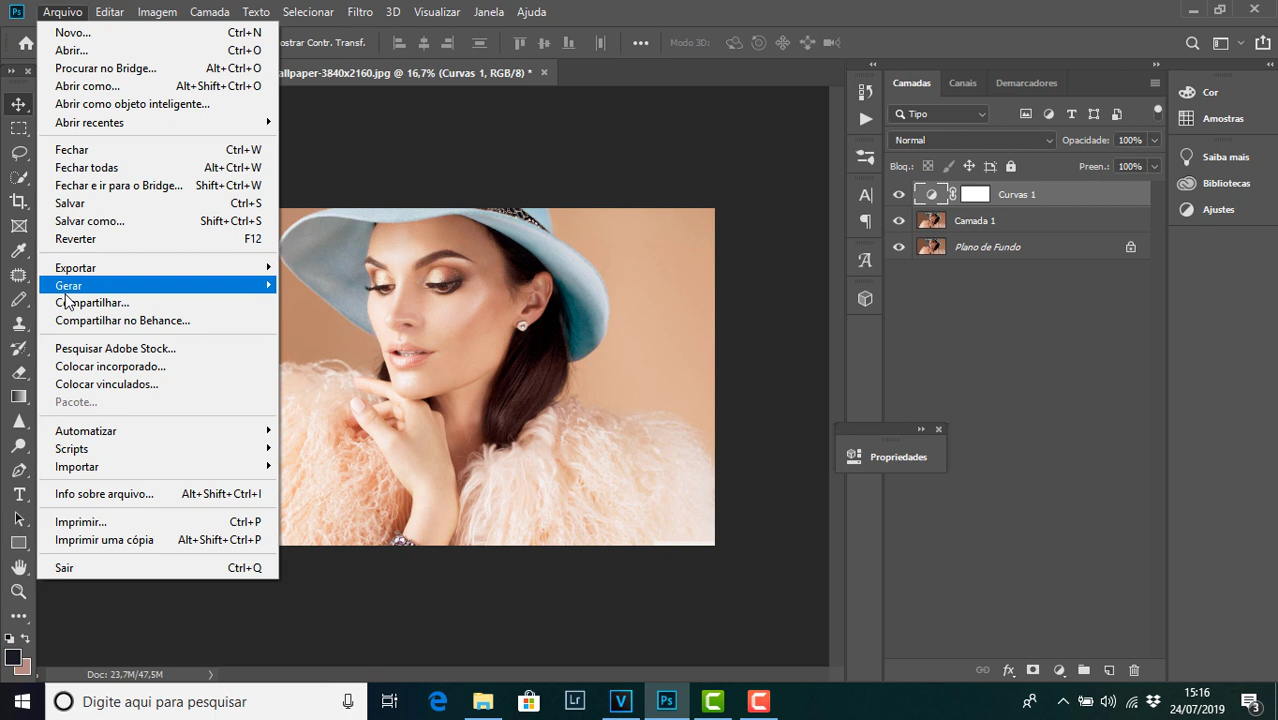 Ps Arquivo Editar Imagem Camada Texto Selecionar Filtro 3D Visualizar Janela Ajuda
ostrar Contr. Transf. Modo 3D:
allpaper-3840x2160.jpg @ 16,7% (Curvas 1, RGB/8) *
Novo... Ctrl+N
Abrir... Ctrl+O
Procurar no Bridge... Alt+Ctrl+O
Abrir como... Alt+Shift+Ctrl+O
Abrir como objeto inteligente...
Abrir recentes
Fechar Ctrl+W
Fechar todas Alt+Ctrl+W
Fechar e ir para o Bridge... Shift+Ctrl+W
Salvar Ctrl+S
Salvar como... Shift+Ctrl+S
Reverter F12
Exportar
Gerar
Compartilhar...
Compartilhar no Behance...
Pesquisar Adobe Stock...
Colocar incorporado...
Colocar vinculados...
Pacote...
Automatizar
Scripts
Importar
Info sobre arquivo... Alt+Shift+Ctrl+I
Imprimir... Ctrl+P
Imprimir uma cópia Alt+Shift+Ctrl+P
Sair Ctrl+Q
Camadas Canais Demarcadores
Tipo
Normal Opacidade: 100%
Bloq.: Preen.: 100%
Curvas 1
Camada 1
Plano de Fundo
Propriedades
Cor
Amostras
Saiba mais
Bibliotecas
Ajustes
Doc: 23,7M/47,5M
Digite aqui para pesquisar
Lr
V
Ps
C
C
15:16
24/07/2019
3